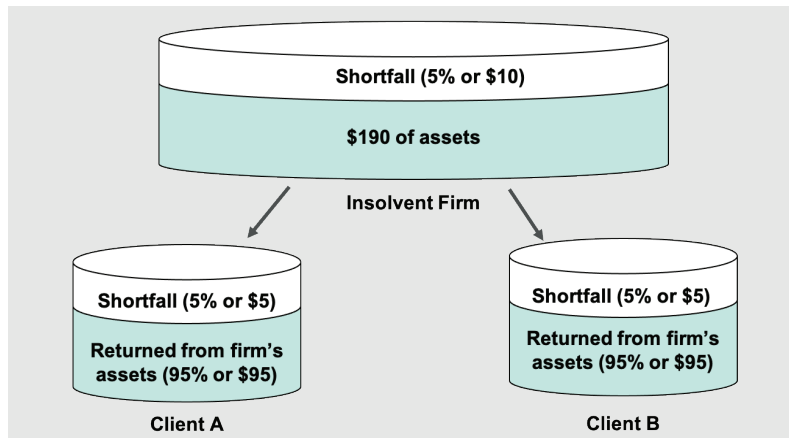 Shortfall (5% or $10)
$190 of assets
Insolvent Firm
Shortfall (5% or $5)
Returned from firm's
assets (95% or $95)
Client A
Shortfall (5% or $5)
Returned from firm's
assets (95% or $95)
Client B